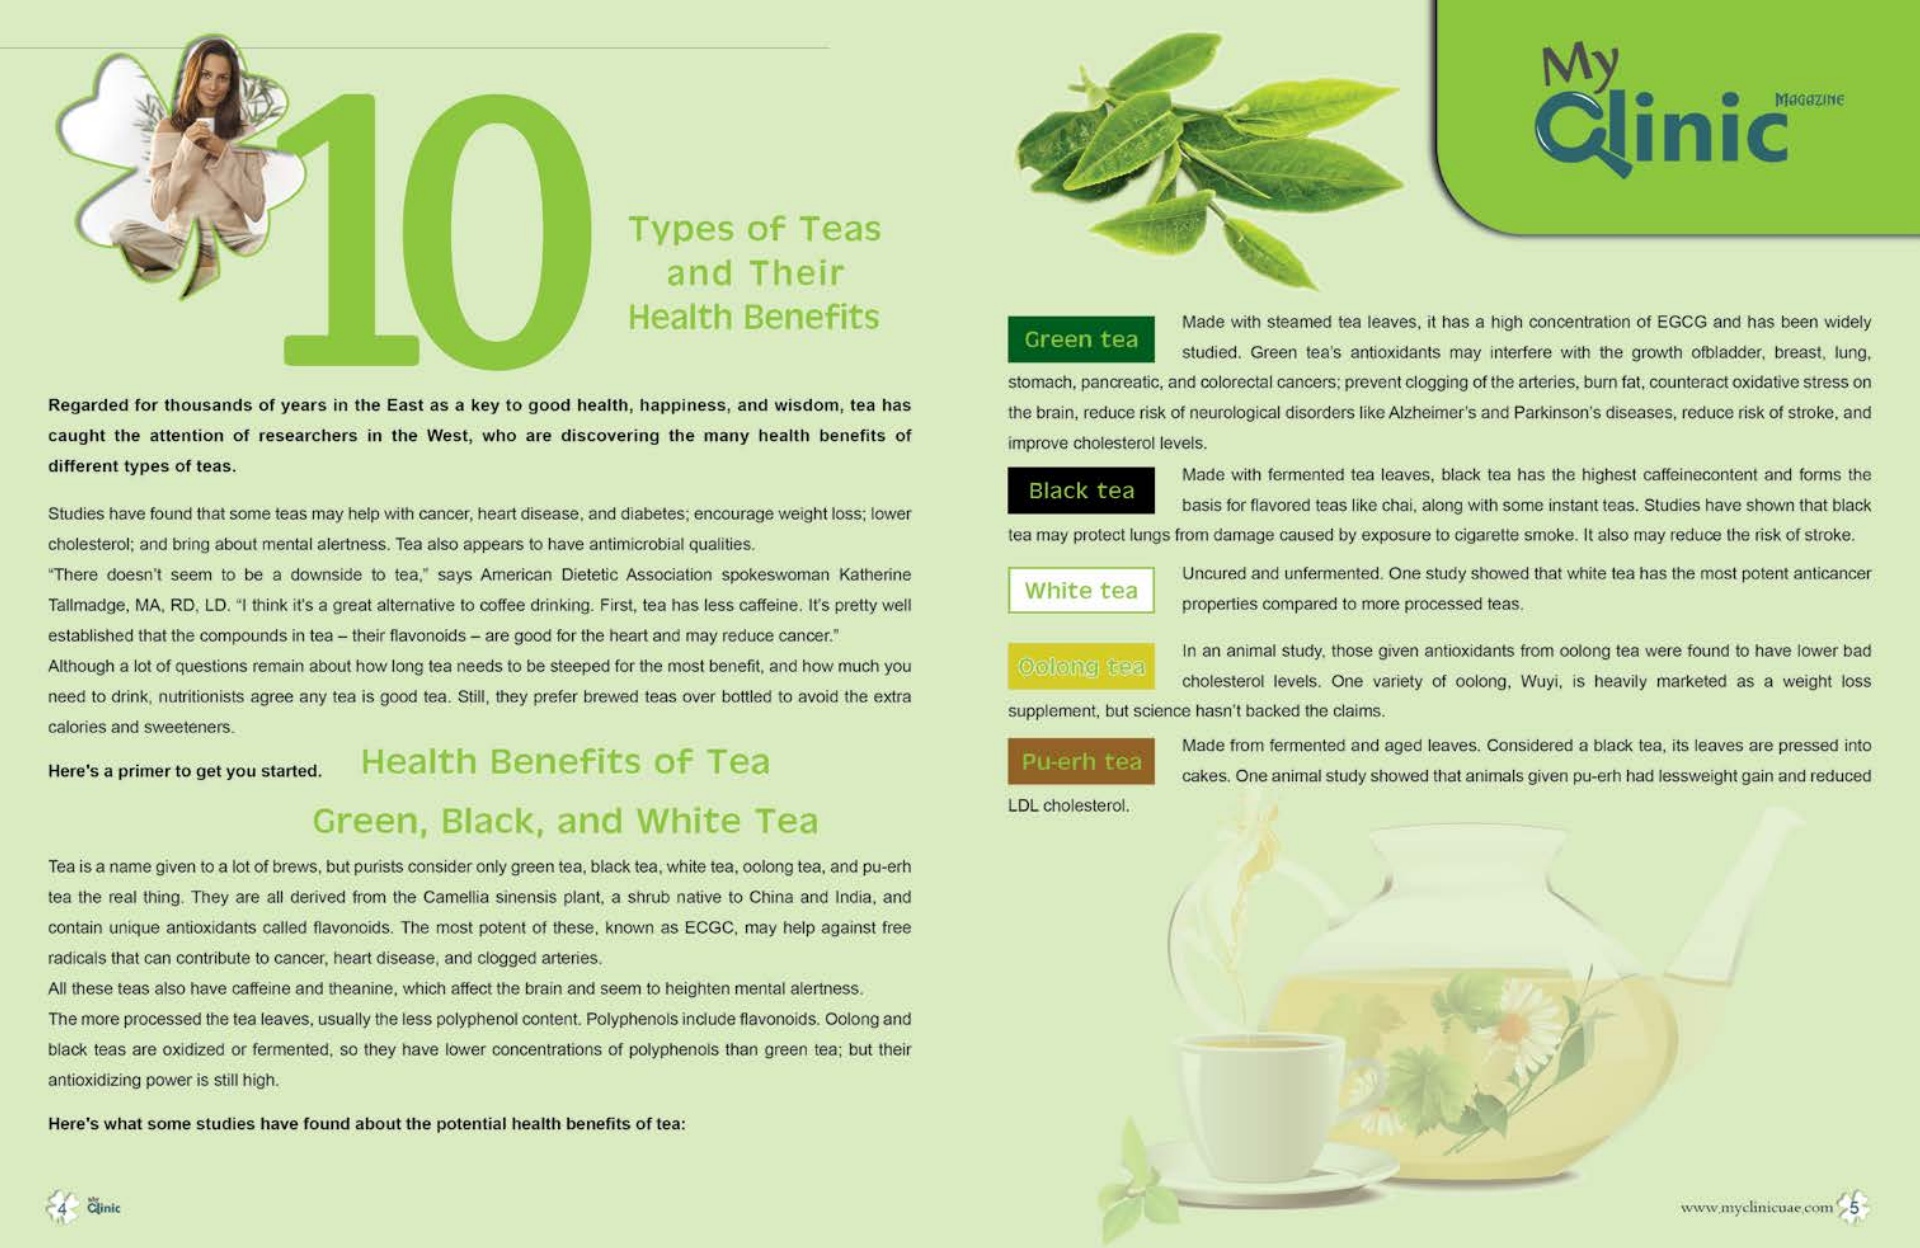 10
Types of Teas
and Their
Health Benefits
Regarded for thousands of years in the East as a key to good health, happiness, and wisdom, tea has
caught the attention of researchers in the West, who are discovering the many health benefits of
different types of teas.
Studies have found that some teas may help with cancer, heart disease, and diabetes; encourage weight loss; lower
cholesterol; and bring about mental alertness. Tea also appears to have antimicrobial qualities.
“There doesn't seem to be a downside to tea,” says American Dietetic Association spokeswoman Katherine
Tallmadge, MA, RD, LD. “I think it's a great alternative to coffee drinking. First, tea has less caffeine. It's pretty well
established that the compounds in tea – their flavonoids – are good for the heart and may reduce cancer.”
Although a lot of questions remain about how long tea needs to be steeped for the most benefit, and how much you
need to drink, nutritionists agree any tea is good tea. Still, they prefer brewed teas over bottled to avoid the extra
calories and sweeteners.
Here's a primer to get you started.
Health Benefits of Tea
Green, Black, and White Tea
Tea is a name given to a lot of brews, but purists consider only green tea, black tea, white tea, oolong tea, and pu-erh
tea the real thing. They are all derived from the Camellia sinensis plant, a shrub native to China and India, and
contain unique antioxidants called flavonoids. The most potent of these, known as ECGC, may help against free
radicals that can contribute to cancer, heart disease, and clogged arteries.
All these teas also have caffeine and theanine, which affect the brain and seem to heighten mental alertness.
The more processed the tea leaves, usually the less polyphenol content. Polyphenols include flavonoids. Oolong and
black teas are oxidized or fermented, so they have lower concentrations of polyphenols than green tea; but their
antioxidizing power is still high.
Here's what some studies have found about the potential health benefits of tea:
4 My Clinic
My
Clinic Magazine
Green tea
Made with steamed tea leaves, it has a high concentration of EGCG and has been widely
studied. Green tea's antioxidants may interfere with the growth ofbladder, breast, lung,
stomach, pancreatic, and colorectal cancers; prevent clogging of the arteries, burn fat, counteract oxidative stress on
the brain, reduce risk of neurological disorders like Alzheimer's and Parkinson's diseases, reduce risk of stroke, and
improve cholesterol levels.
Black tea
Made with fermented tea leaves, black tea has the highest caffeinecontent and forms the
basis for flavored teas like chai, along with some instant teas. Studies have shown that black
tea may protect lungs from damage caused by exposure to cigarette smoke. It also may reduce the risk of stroke.
White tea
Uncured and unfermented. One study showed that white tea has the most potent anticancer
properties compared to more processed teas.
Oolong tea
In an animal study, those given antioxidants from oolong tea were found to have lower bad
cholesterol levels. One variety of oolong, Wuyi, is heavily marketed as a weight loss
supplement, but science hasn't backed the claims.
Pu-erh tea
Made from fermented and aged leaves. Considered a black tea, its leaves are pressed into
cakes. One animal study showed that animals given pu-erh had lessweight gain and reduced
LDL cholesterol.
www.myclinicuae.com 5